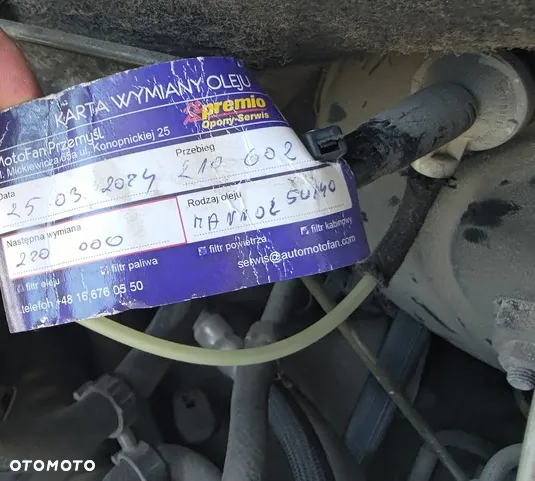 KARTA WYMIANY OLEJU
premio
Opony-Serwis
MotoFan Przemyśl
ul. Mickiewicza 65a ul. Konopnickiej 25
Data
25.03.2024
Przebieg
210 602
Następna wymiana
220 000
Rodzaj oleju
MANNOL 5W40
filtr oleju
filtr paliwa
filtr powietrza
filtr kabinowy
telefon +48 16 676 05 50
serwis@automotofan.com
OTOMOTO